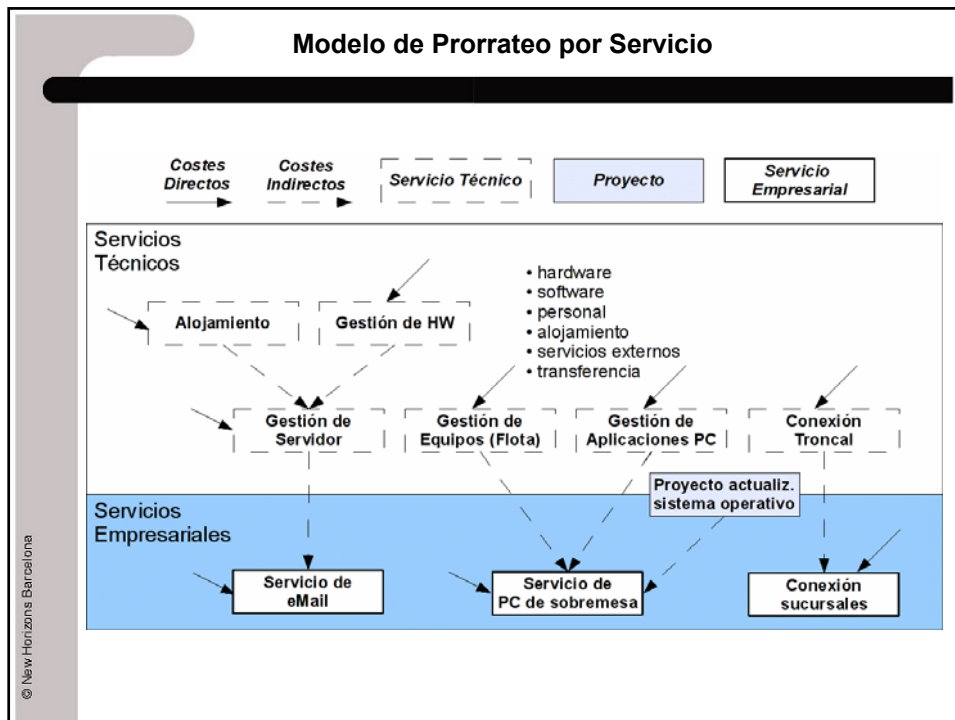 Modelo de Prorrateo por Servicio
Costes
Directos
Costes
Indirectos
Servicio Técnico
Proyecto
Servicio
Empresarial
Servicios
Técnicos
• hardware
• software
• personal
• alojamiento
• servicios externos
• transferencia
Alojamiento
Gestión de HW
Gestión de
Servidor
Gestión de
Equipos (Flota)
Gestión de
Aplicaciones PC
Conexión
Troncal
Proyecto actualiz.
sistema operativo
Servicios
Empresariales
Servicio de
eMail
Servicio de
PC de sobremesa
Conexión
sucursales
© New Horizons Barcelona